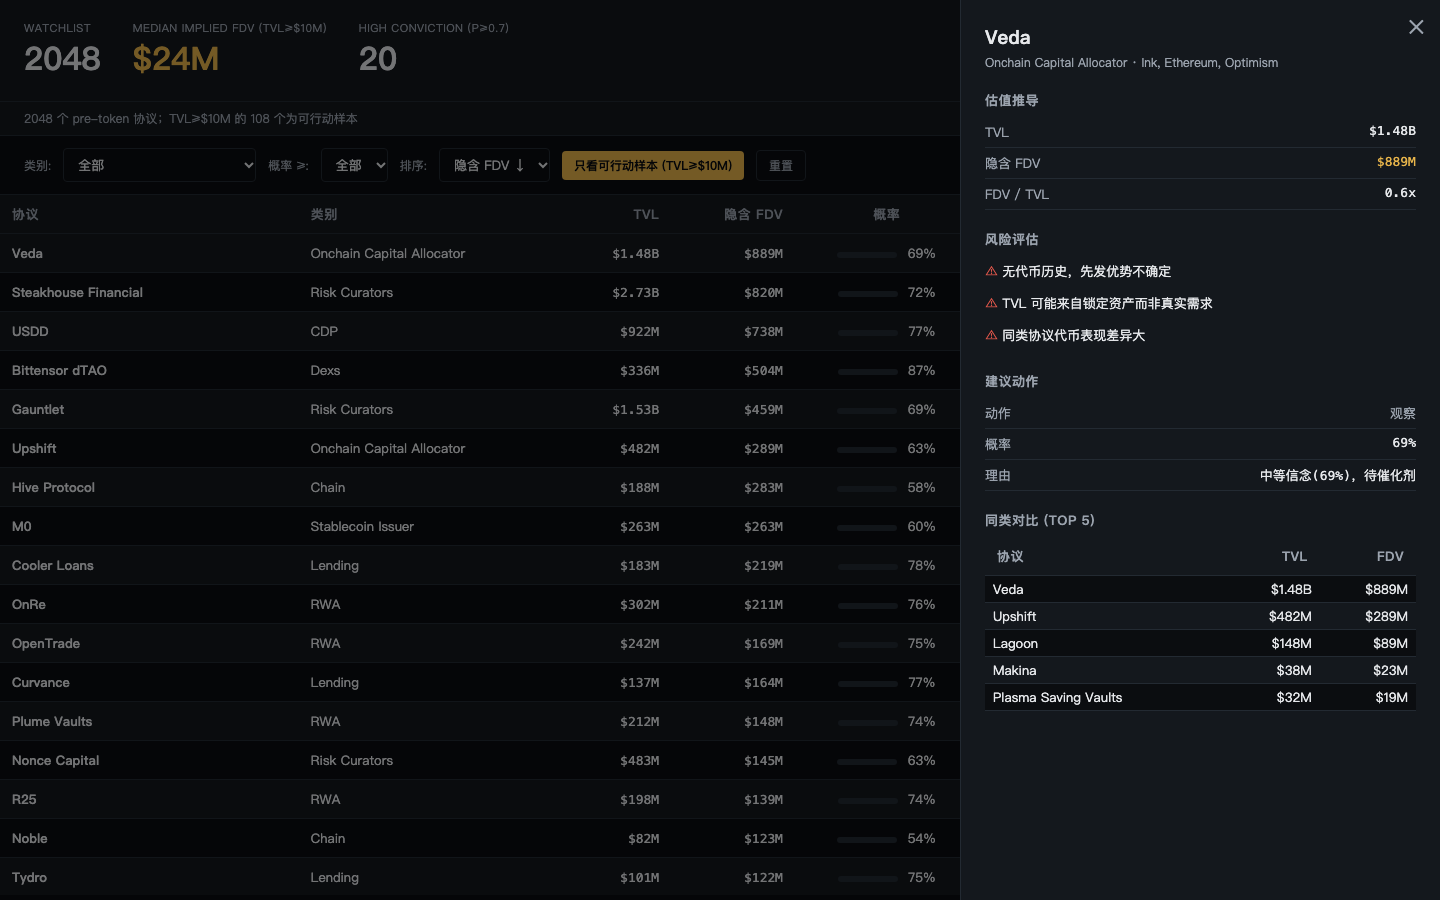 WATCHLIST
2048
MEDIAN IMPLIED FDV (TVL≥$10M)
$24M
HIGH CONVICTION (P≥0.7)
20
2048 个 pre-token 协议；TVL≥$10M 的 108 个为可行动样本
类别: 全部 概率 ≥: 全部 排序: 隐含 FDV ↓ 只看可行动样本 (TVL≥$10M) 重置
协议 类别 TVL 隐含 FDV 概率
Veda Onchain Capital Allocator $1.48B $889M 69%
Steakhouse Financial Risk Curators $2.73B $820M 72%
USDD CDP $922M $738M 77%
Bittensor dTAO Dexs $336M $504M 87%
Gauntlet Risk Curators $1.53B $459M 69%
Upshift Onchain Capital Allocator $482M $289M 63%
Hive Protocol Chain $188M $283M 58%
M0 Stablecoin Issuer $263M $263M 60%
Cooler Loans Lending $183M $219M 78%
OnRe RWA $302M $211M 76%
OpenTrade RWA $242M $169M 75%
Curvance Lending $137M $164M 77%
Plume Vaults RWA $212M $148M 74%
Nonce Capital Risk Curators $483M $145M 63%
R25 RWA $198M $139M 74%
Noble Chain $82M $123M 54%
Tydro Lending $101M $122M 75%
Veda
Onchain Capital Allocator · Ink, Ethereum, Optimism
估值推导
TVL $1.48B
隐含 FDV $889M
FDV / TVL 0.6x
风险评估
⚠ 无代币历史，先发优势不确定
⚠ TVL 可能来自锁定资产而非真实需求
⚠ 同类协议代币表现差异大
建议动作
动作 观察
概率 69%
理由 中等信念(69%)，待催化剂
同类对比 (TOP 5)
协议 TVL FDV
Veda $1.48B $889M
Upshift $482M $289M
Lagoon $148M $89M
Makina $38M $23M
Plasma Saving Vaults $32M $19M